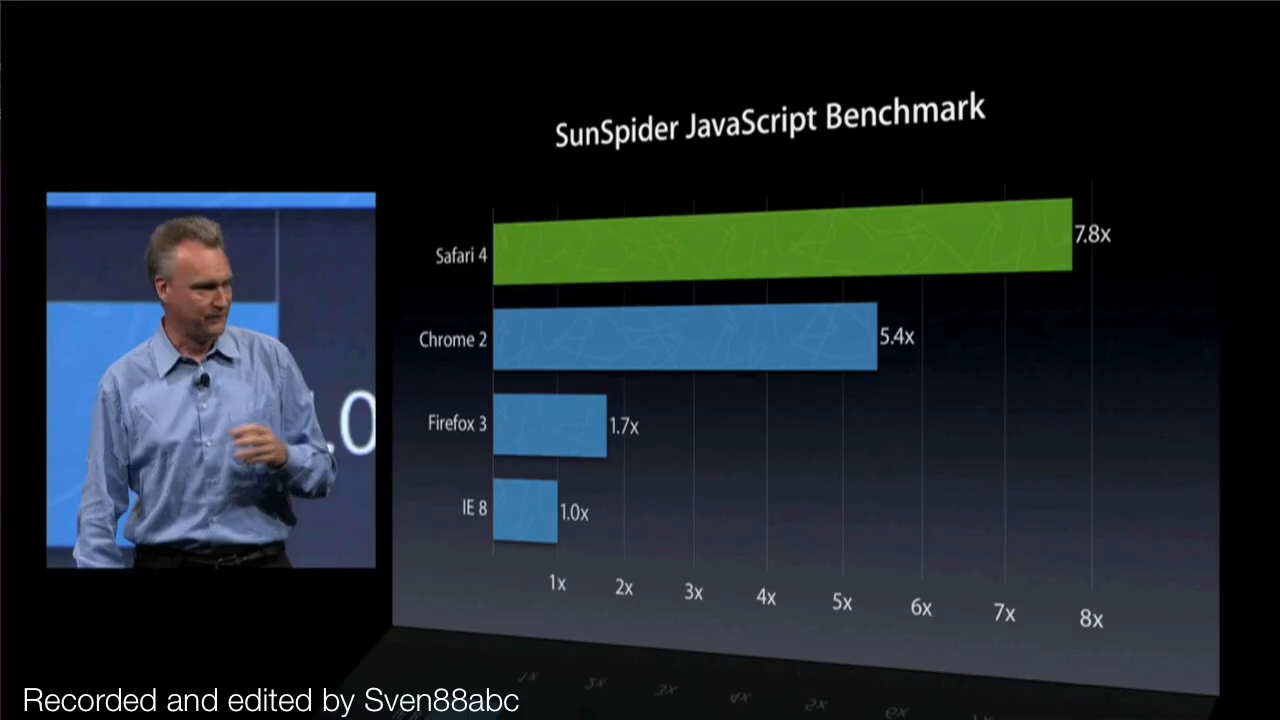 SunSpider JavaScript Benchmark
Safari 4 7.8x
Chrome 2 5.4x
Firefox 3 1.7x
IE 8 1.0x
1x 2x 3x 4x 5x 6x 7x 8x
.0
Recorded and edited by Sven88abc